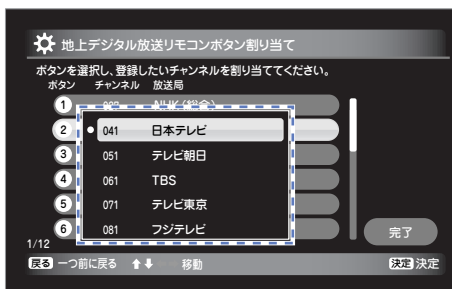 地上デジタル放送リモコンボタン割り当て
ボタンを選択し、登録したいチャンネルを割り当ててください。
ボタン チャンネル 放送局
1
2 041 日本テレビ
3 051 テレビ朝日
4 061 TBS
5 071 テレビ東京
6 081 フジテレビ
1/12
完了
戻る 一つ前に戻る 移動 決定 決定